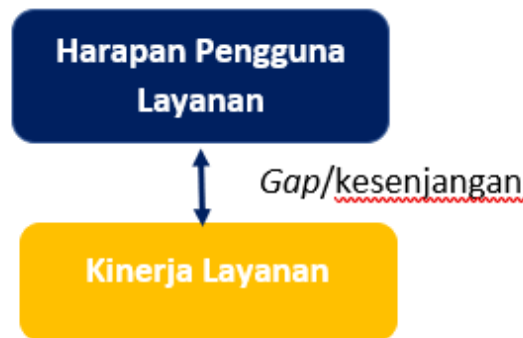 Harapan Pengguna
Layanan
Gap/kesenjangan
Kinerja Layanan